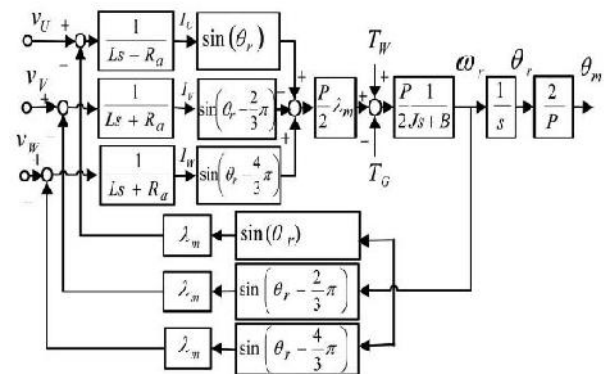 v_U + 1 / (Ls − R_a) I_U sin(θ_r) T_W
−
v_V + 1 / (Ls + R_a) I_V sin(θ_r − 2/3 π) + − + P/2 λ_m + + − P/2 1/(Js + B) ω_r 1/s θ_r 2/P θ_m
v_W + 1 / (Ls + R_a) I_W sin(θ_r − 4/3 π) T_G
λ_m sin(θ_r)
λ_m sin(θ_r − 2/3 π)
λ_m sin(θ_r − 4/3 π)